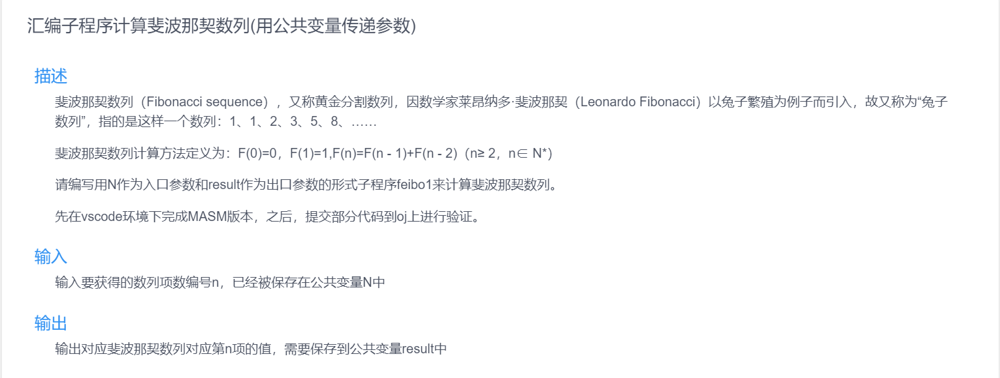 汇编子程序计算斐波那契数列(用公共变量传递参数)
描述
斐波那契数列（Fibonacci sequence），又称黄金分割数列，因数学家莱昂纳多·斐波那契（Leonardo Fibonacci）以兔子繁殖为例子而引入，故又称为“兔子
数列”，指的是这样一个数列：1、1、2、3、5、8、……
斐波那契数列计算方法定义为：F(0)=0，F(1)=1,F(n)=F(n - 1)+F(n - 2)（n≥ 2，n∈ N*）
请编写用N作为入口参数和result作为出口参数的形式子程序feibo1来计算斐波那契数列。
先在vscode环境下完成MASM版本，之后，提交部分代码到oj上进行验证。
输入
输入要获得的数列项数编号n，已经被保存在公共变量N中
输出
输出对应斐波那契数列对应第n项的值，需要保存到公共变量result中